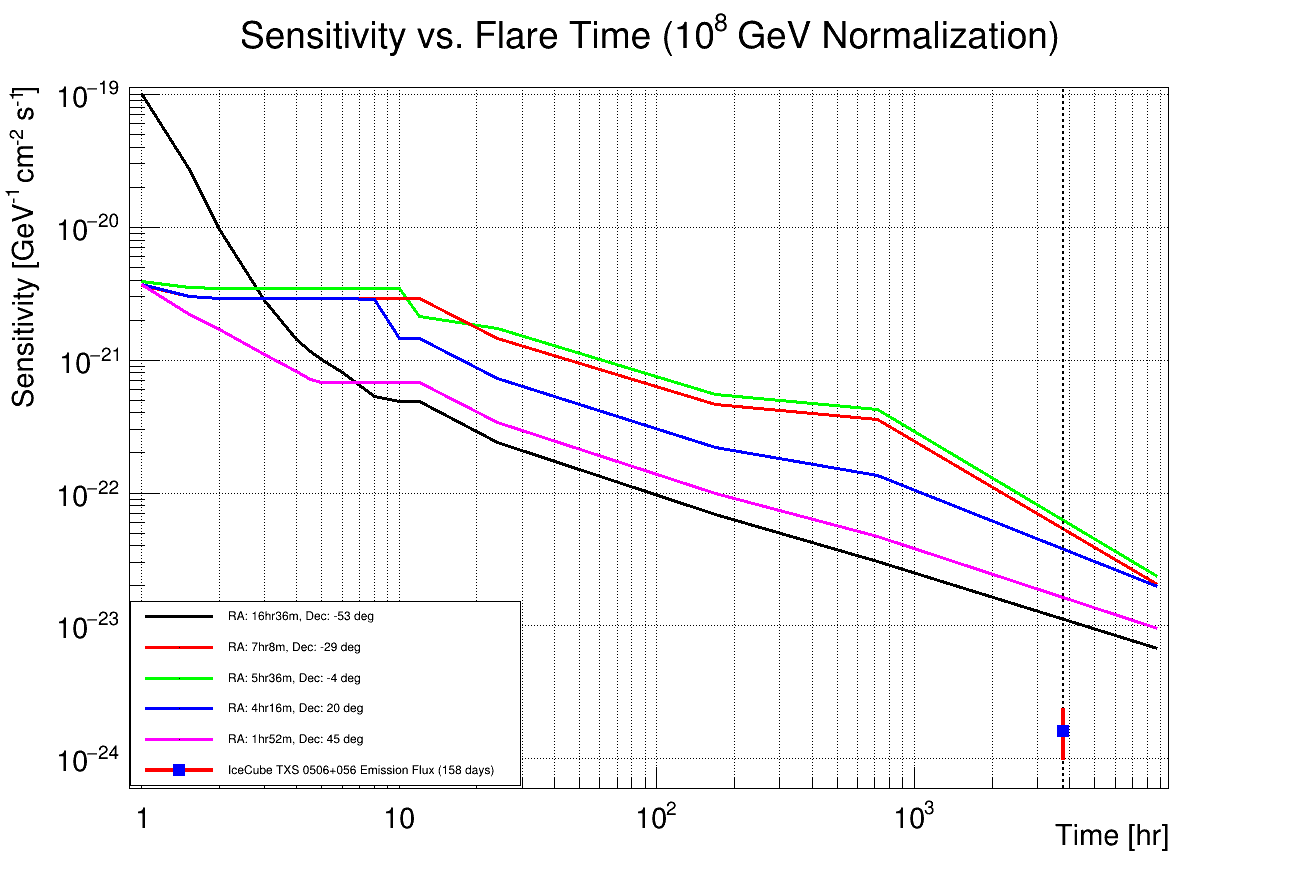 Sensitivity vs. Flare Time (10⁸ GeV Normalization)
Sensitivity [GeV⁻¹ cm⁻² s⁻¹]
10⁻¹⁹
10⁻²⁰
10⁻²¹
10⁻²²
10⁻²³
10⁻²⁴
RA: 16hr36m, Dec: -53 deg
RA: 7hr8m, Dec: -29 deg
RA: 5hr36m, Dec: -4 deg
RA: 4hr16m, Dec: 20 deg
RA: 1hr52m, Dec: 45 deg
IceCube TXS 0506+056 Emission Flux (158 days)
1 10 10² 10³
Time [hr]